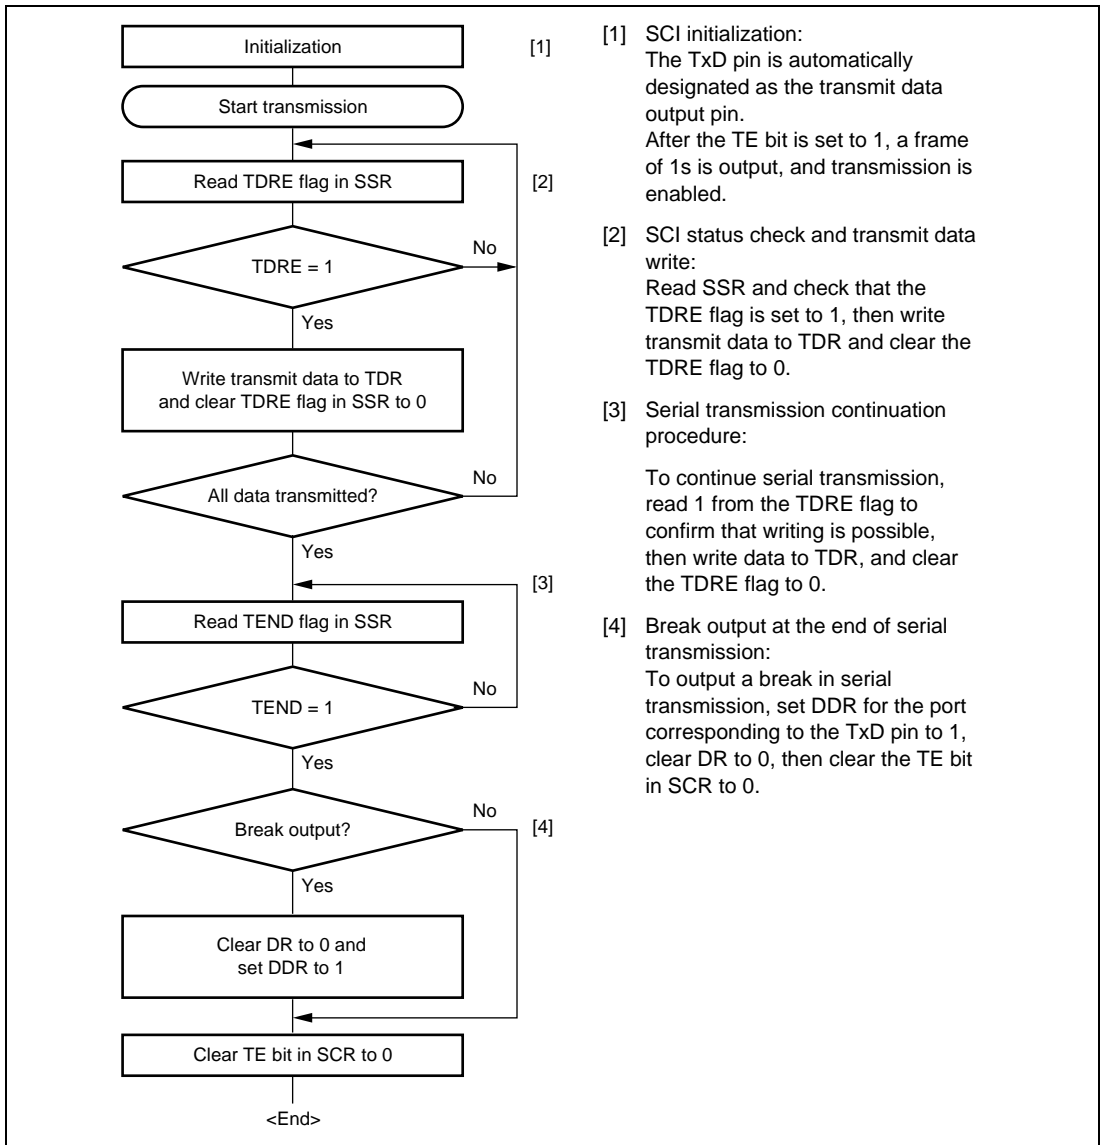 Initialization
[1]
Start transmission
Read TDRE flag in SSR
[2]
TDRE = 1
No
Yes
Write transmit data to TDR
and clear TDRE flag in SSR to 0
All data transmitted?
No
Yes
[3]
Read TEND flag in SSR
TEND = 1
No
Yes
Break output?
No
[4]
Yes
Clear DR to 0 and
set DDR to 1
Clear TE bit in SCR to 0
<End>
[1] SCI initialization:
The TxD pin is automatically
designated as the transmit data
output pin.
After the TE bit is set to 1, a frame
of 1s is output, and transmission is
enabled.
[2] SCI status check and transmit data
write:
Read SSR and check that the
TDRE flag is set to 1, then write
transmit data to TDR and clear the
TDRE flag to 0.
[3] Serial transmission continuation
procedure:
To continue serial transmission,
read 1 from the TDRE flag to
confirm that writing is possible,
then write data to TDR, and clear
the TDRE flag to 0.
[4] Break output at the end of serial
transmission:
To output a break in serial
transmission, set DDR for the port
corresponding to the TxD pin to 1,
clear DR to 0, then clear the TE bit
in SCR to 0.